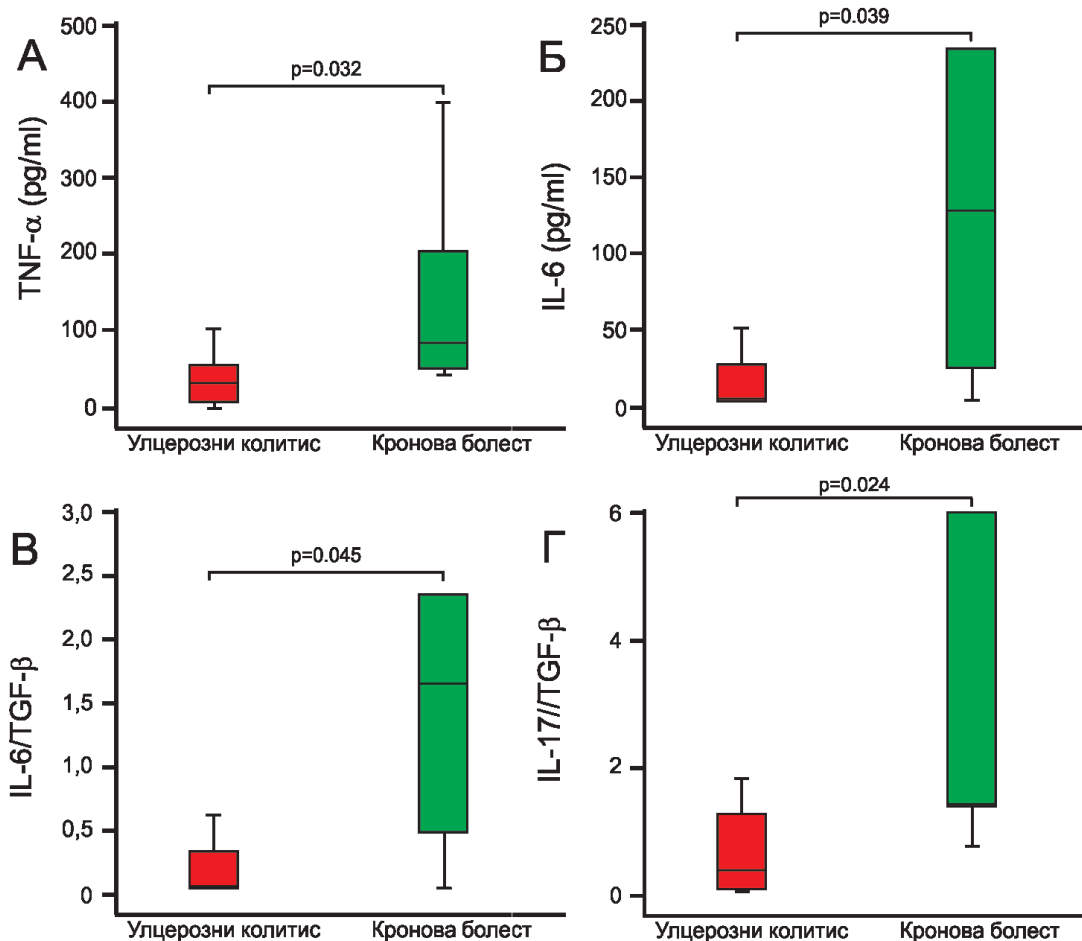 А
TNF-α (pg/ml)
500
400
300
200
100
0
p=0.032
Улцерозни колитис
Кронова болест
Б
IL-6 (pg/ml)
250
200
150
100
50
0
p=0.039
Улцерозни колитис
Кронова болест
В
IL-6/TGF-β
3,0
2,5
2,0
1,5
1,0
0,5
0
p=0.045
Улцерозни колитис
Кронова болест
Г
IL-17//TGF-β
6
4
2
0
p=0.024
Улцерозни колитис
Кронова болест